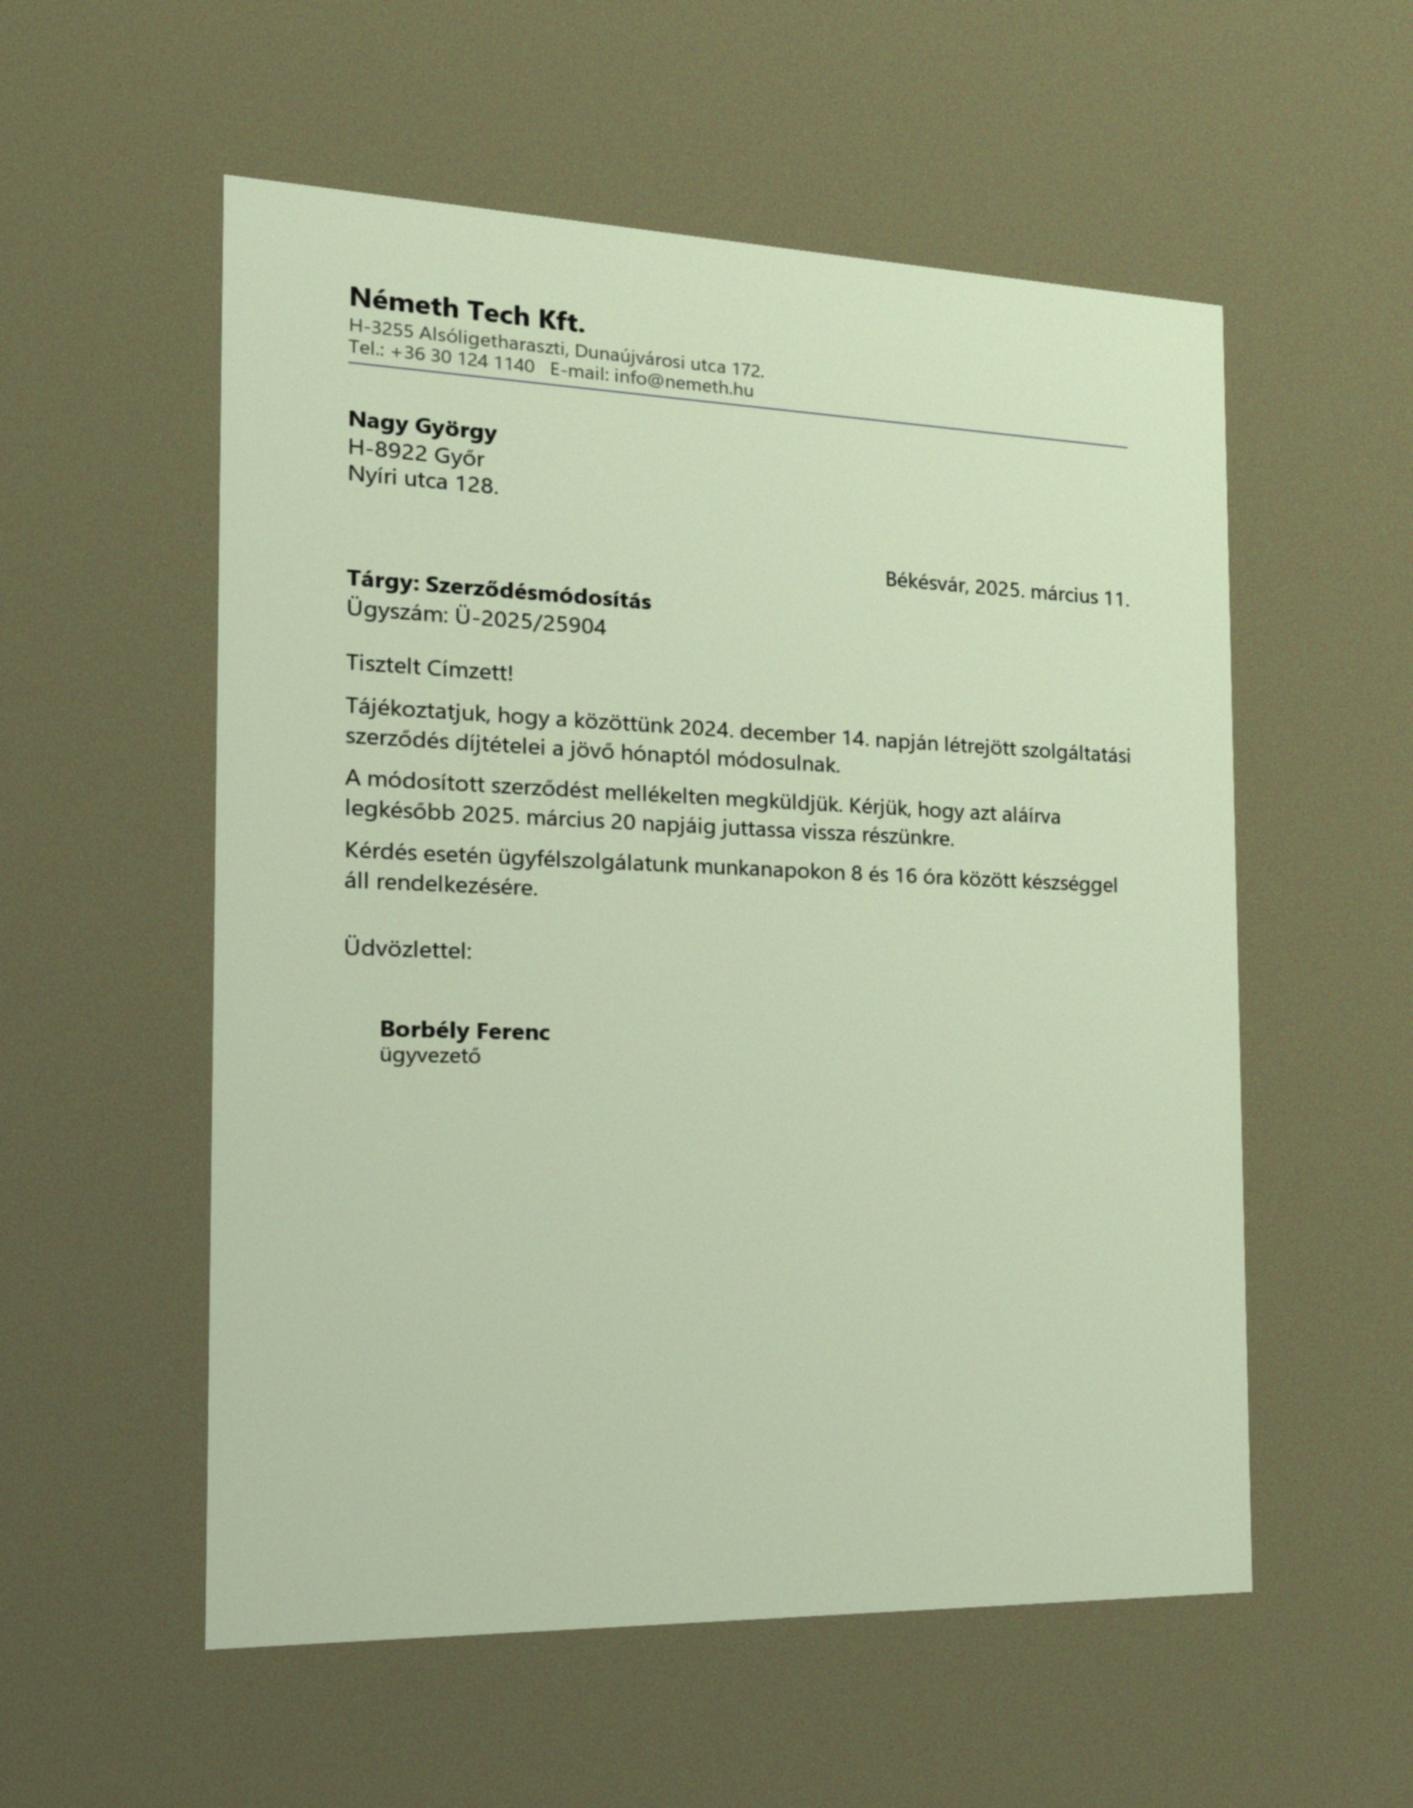 Németh Tech Kft.
H-3255 Alsóligetharaszti, Dunaújvárosi utca 172.
Tel.: +36 30 124 1140 E-mail: info@nemeth.hu
Nagy György
H-8922 Győr
Nyíri utca 128.
Békésvár, 2025. március 11.
Tárgy: Szerződésmódosítás
Ügyszám: Ü-2025/25904
Tisztelt Címzett!
Tájékoztatjuk, hogy a közöttünk 2024. december 14. napján létrejött szolgáltatási
szerződés díjtételei a jövő hónaptól módosulnak.
A módosított szerződést mellékelten megküldjük. Kérjük, hogy azt aláírva
legkésőbb 2025. március 20 napjáig juttassa vissza részünkre.
Kérdés esetén ügyfélszolgálatunk munkanapokon 8 és 16 óra között készséggel
áll rendelkezésére.
Üdvözlettel:
Borbély Ferenc
ügyvezető